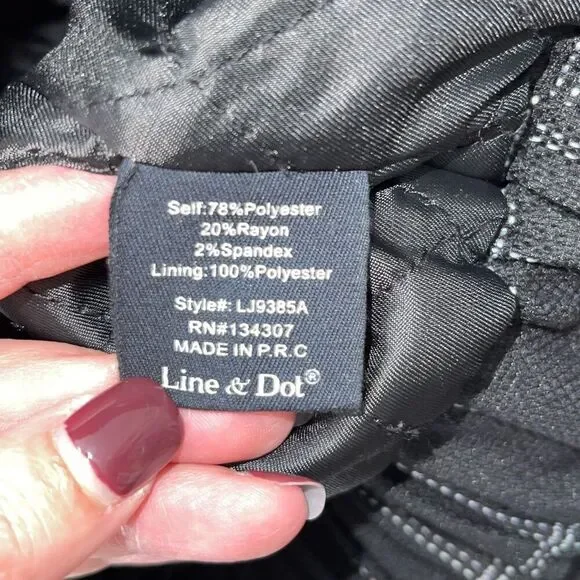 Self:78%Polyester
20%Rayon
2%Spandex
Lining:100%Polyester
Style#: LJ9385A
RN#134307
MADE IN P.R.C
Line & Dot®